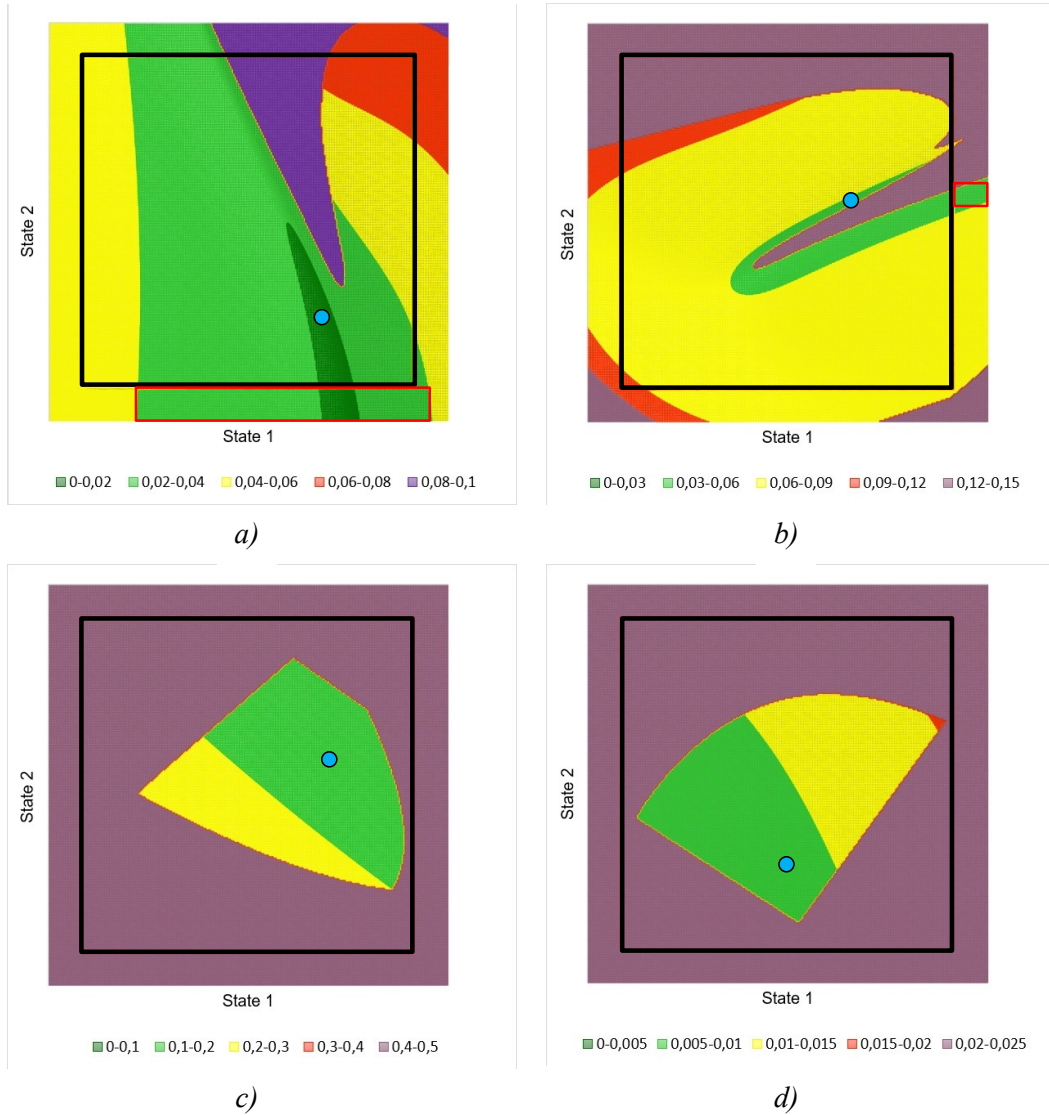 State 2
State 2
State 1
State 1
0-0,02 0,02-0,04 0,04-0,06 0,06-0,08 0,08-0,1
0-0,03 0,03-0,06 0,06-0,09 0,09-0,12 0,12-0,15
a)
b)
State 2
State 2
State 1
State 1
0-0,1 0,1-0,2 0,2-0,3 0,3-0,4 0,4-0,5
0-0,005 0,005-0,01 0,01-0,015 0,015-0,02 0,02-0,025
c)
d)